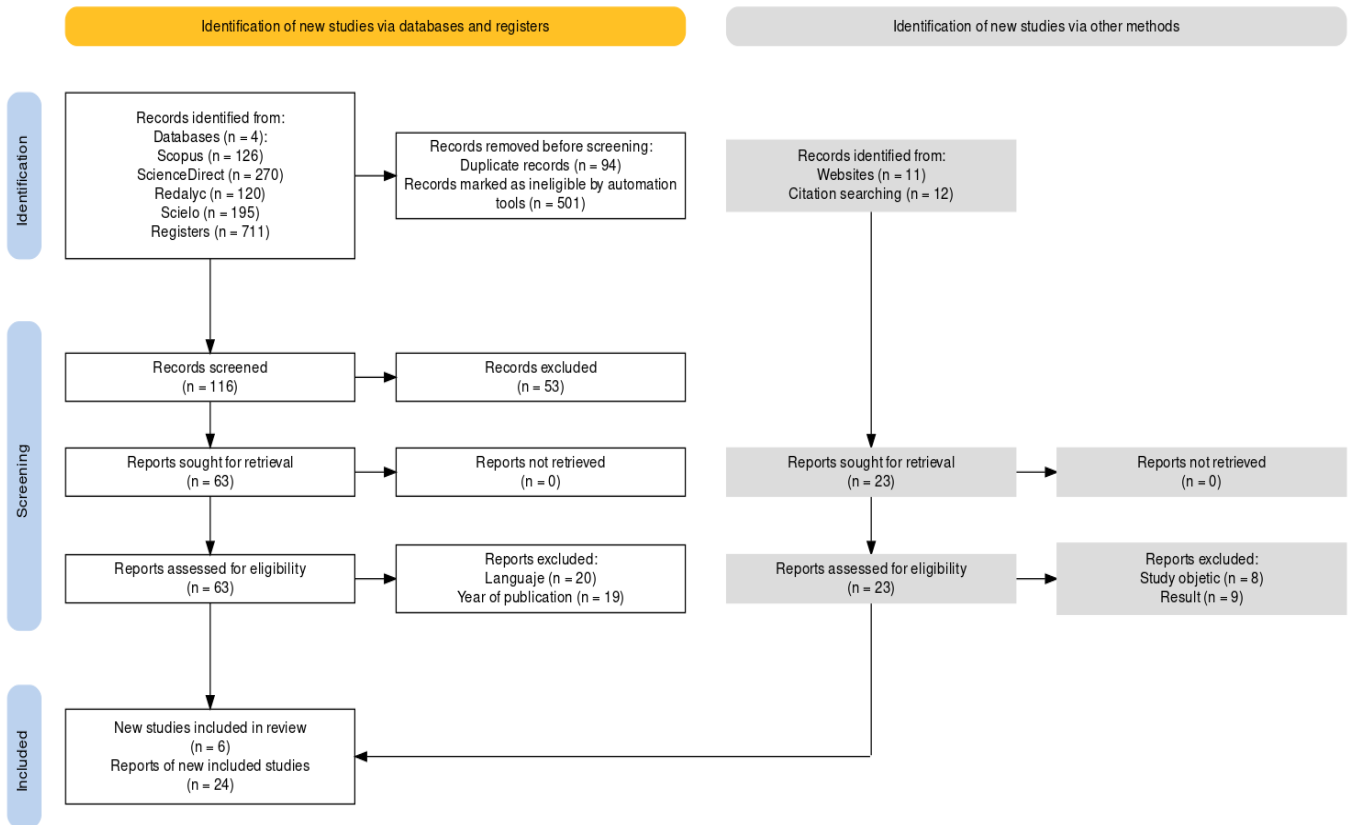 Identification of new studies via databases and registers
Identification of new studies via other methods
Identification
Records identified from:
Databases (n = 4):
Scopus (n = 126)
ScienceDirect (n = 270)
Redalyc (n = 120)
Scielo (n = 195)
Registers (n = 711)
Records removed before screening:
Duplicate records (n = 94)
Records marked as ineligible by automation
tools (n = 501)
Records identified from:
Websites (n = 11)
Citation searching (n = 12)
Screening
Records screened
(n = 116)
Records excluded
(n = 53)
Reports sought for retrieval
(n = 63)
Reports not retrieved
(n = 0)
Reports sought for retrieval
(n = 23)
Reports not retrieved
(n = 0)
Reports assessed for eligibility
(n = 63)
Reports excluded:
Languaje (n = 20)
Year of publication (n = 19)
Reports assessed for eligibility
(n = 23)
Reports excluded:
Study objetic (n = 8)
Result (n = 9)
Included
New studies included in review
(n = 6)
Reports of new included studies
(n = 24)